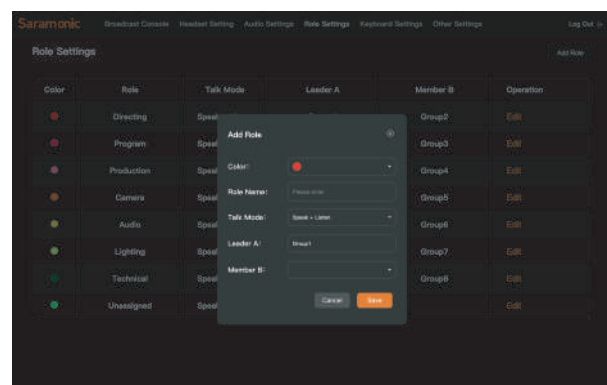 Saramonic Broadcast Console Headset Setting Audio Settings Role Settings Keyboard Settings Other Settings Log Out
Role Settings Add Role
Color Role Talk Mode Leader A Member B Operation
Directing Group2 Edit
Program Group3 Edit
Production Group4 Edit
Camera Group5 Edit
Audio Group6 Edit
Lighting Group7 Edit
Technical Group8 Edit
Unassigned Edit
Add Role
Color:
Role Name: Please enter
Talk Mode: Speak + Listen
Leader A: Group1
Member B:
Cancel Save